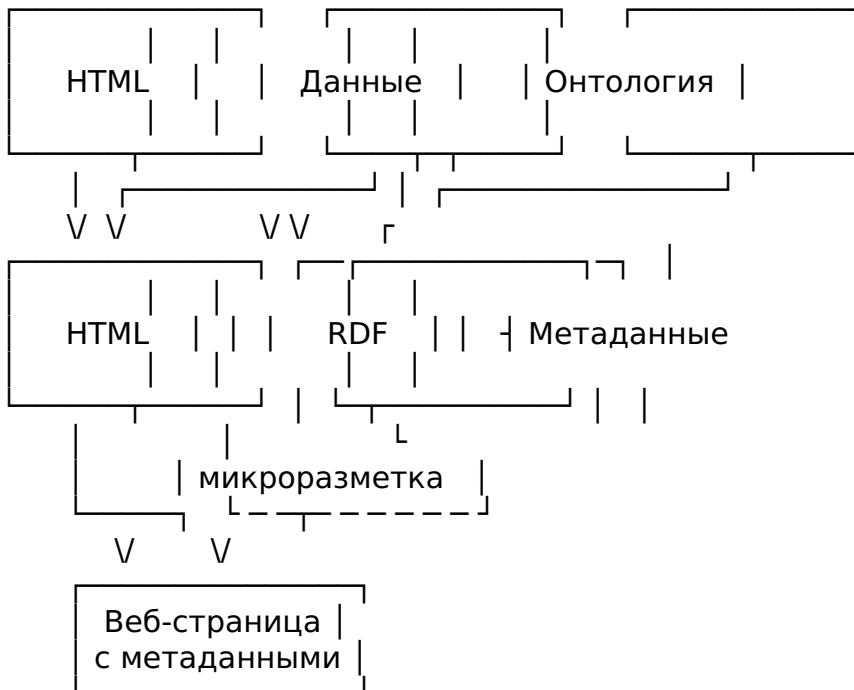 HTML Данные Онтология
HTML RDF Метаданные
микроразметка
Веб-страница
с метаданными